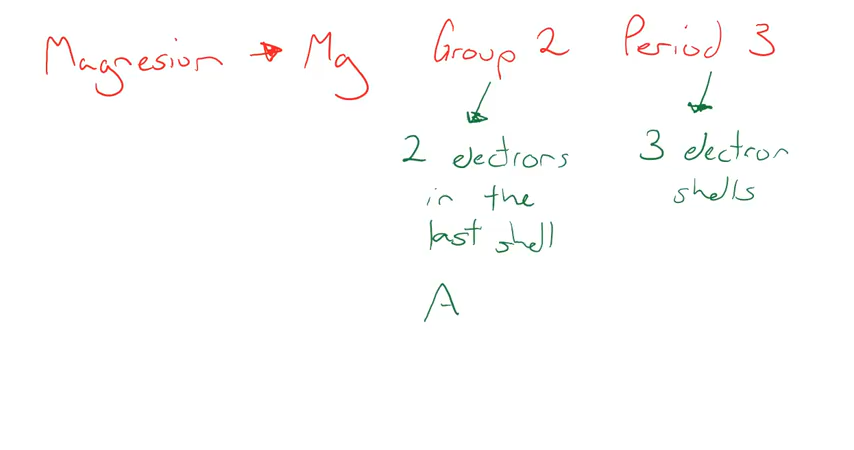 Magnesium → Mg Group 2 Period 3
2 electrons 3 electron
in the shells
last shell
A